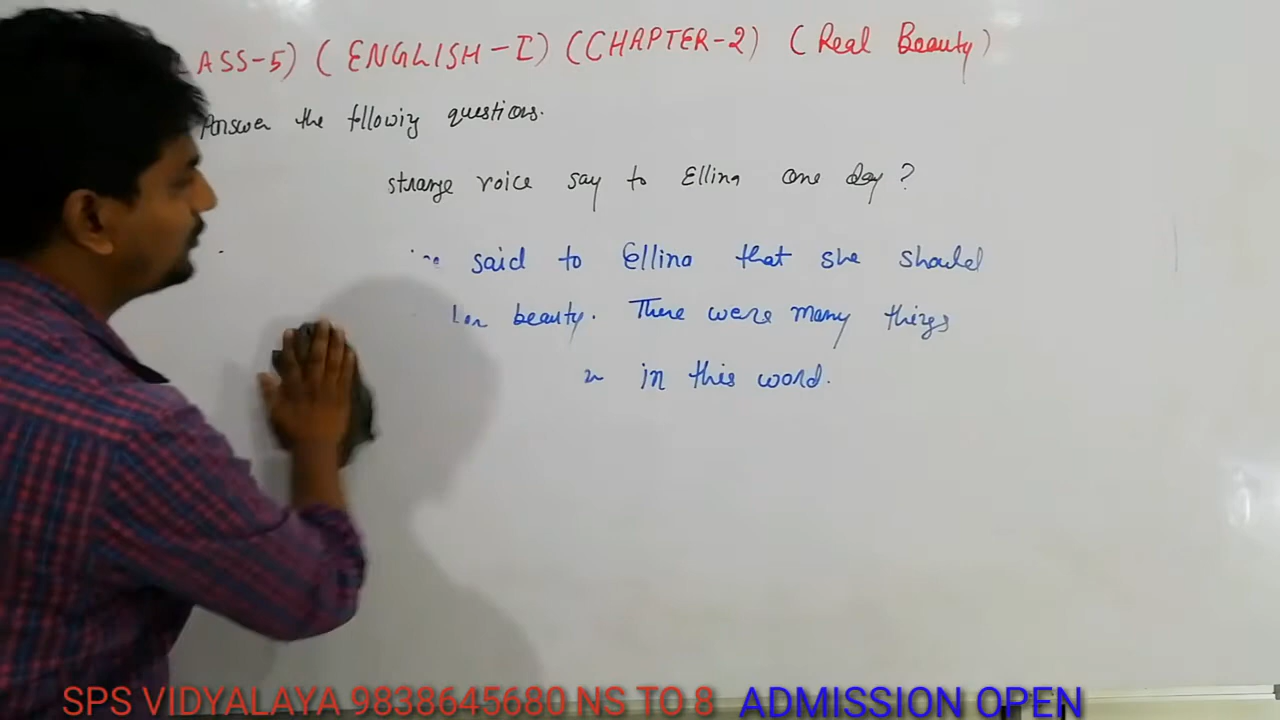 ASS-5) (ENGLISH-I) (CHAPTER-2) (Real Beauty)
Answer the following questions.
strange voice say to Ellina one day?
said to Ellina that she should
beauty. There were many things
in this word.
SPS VIDYALAYA 9838645680 NS TO 8 ADMISSION OPEN